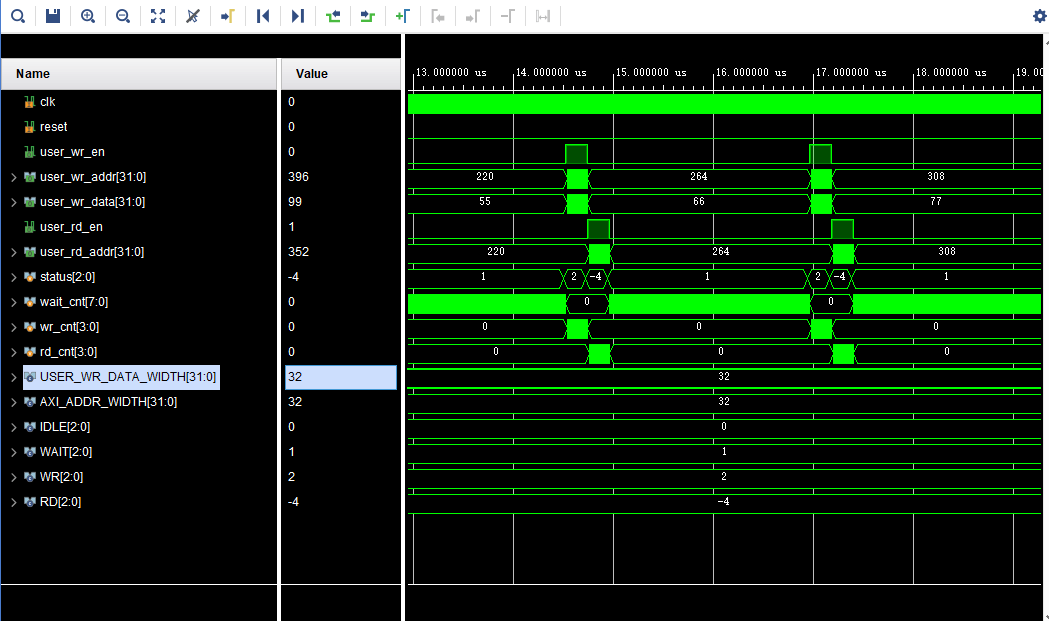 Name Value
13.000000 us 14.000000 us 15.000000 us 16.000000 us 17.000000 us 18.000000 us 19.0
clk 0
reset 0
user_wr_en 0
user_wr_addr[31:0] 396 220 264 308
user_wr_data[31:0] 99 55 66 77
user_rd_en 1
user_rd_addr[31:0] 352 220 264 308
status[2:0] -4 1 2 -4 1 2 -4 1
wait_cnt[7:0] 0 0 0
wr_cnt[3:0] 0 0 0 0
rd_cnt[3:0] 0 0 0 0
USER_WR_DATA_WIDTH[31:0] 32 32
AXI_ADDR_WIDTH[31:0] 32 32
IDLE[2:0] 0 0
WAIT[2:0] 1 1
WR[2:0] 2 2
RD[2:0] -4 -4